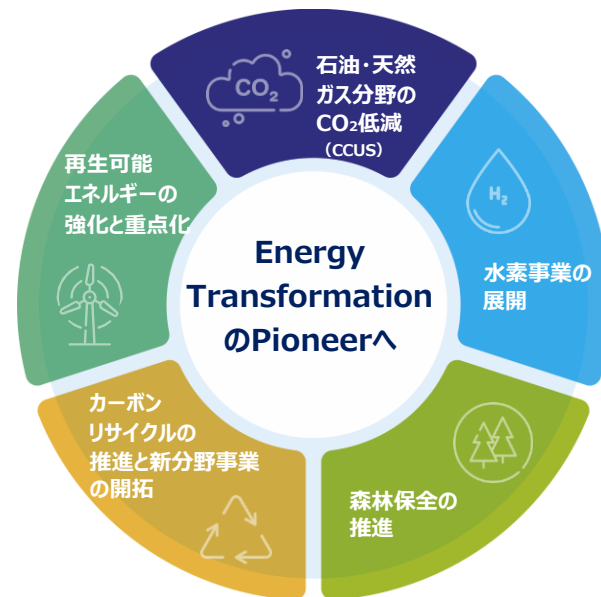 CO₂
石油・天然
ガス分野の
CO₂低減
（CCUS）
H₂
水素事業の
展開
森林保全の
推進
カーボン
リサイクルの
推進と新分野事業
の開拓
再生可能
エネルギーの
強化と重点化
Energy
Transformation
のPioneerへ